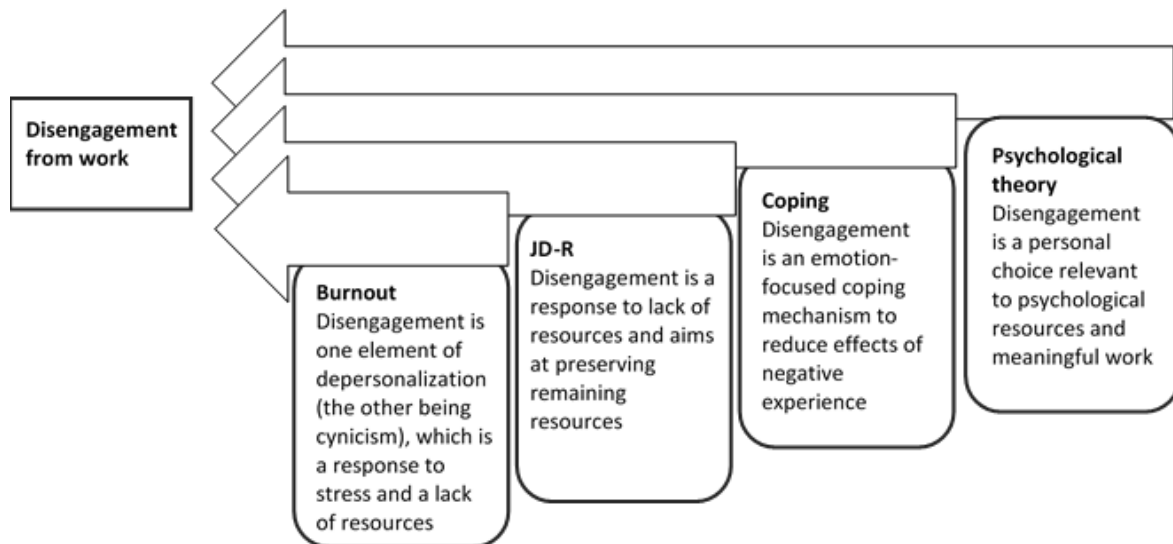 Disengagement
from work
Burnout
Disengagement is
one element of
depersonalization
(the other being
cynicism), which is
a response to
stress and a lack
of resources
JD-R
Disengagement is a
response to lack of
resources and aims
at preserving
remaining
resources
Coping
Disengagement
is an emotion-
focused coping
mechanism to
reduce effects of
negative
experience
Psychological
theory
Disengagement
is a personal
choice relevant
to psychological
resources and
meaningful work